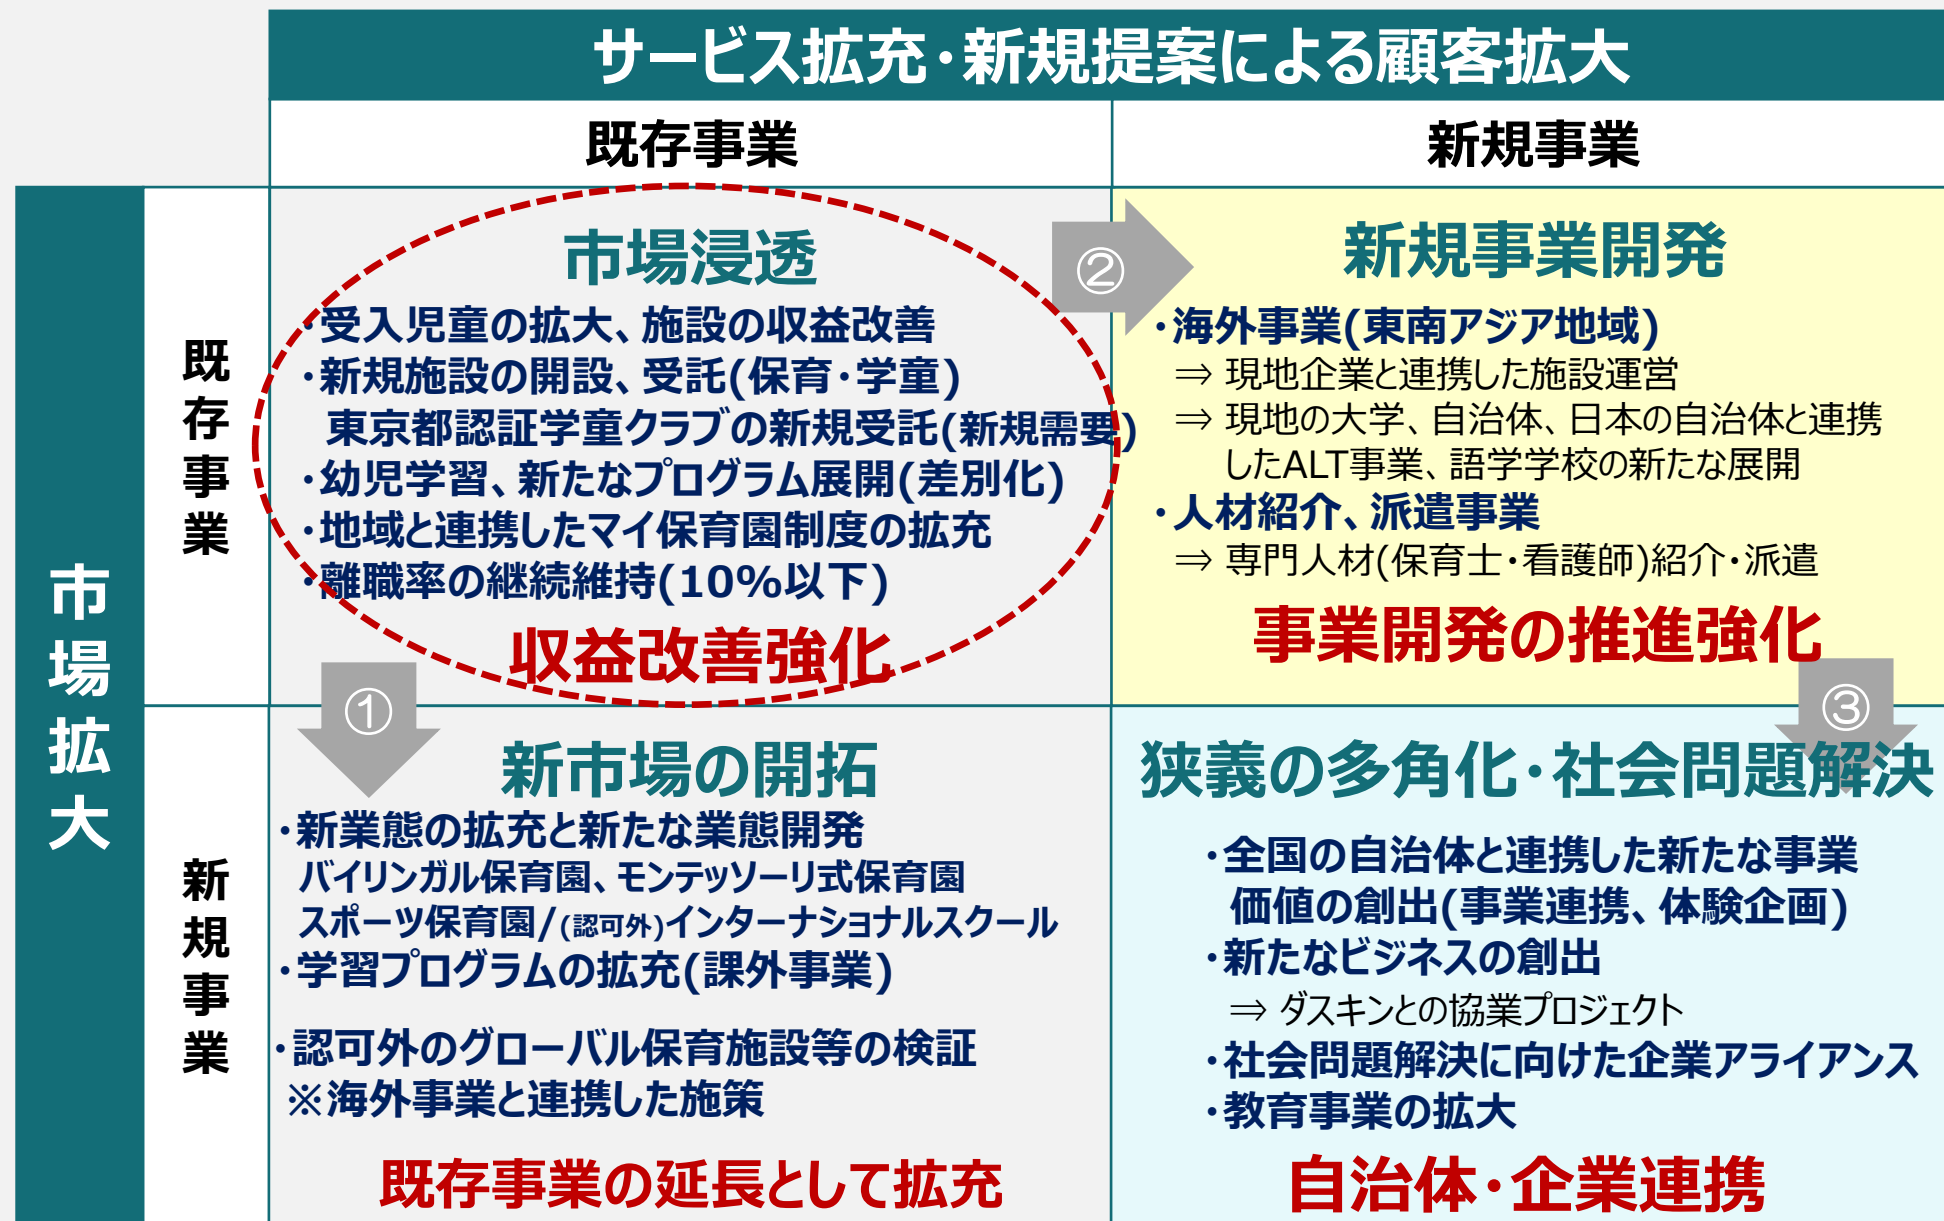 サービス拡充・新規提案による顧客拡大
既存事業
新規事業
市場拡大
既存事業
市場浸透
・受入児童の拡大、施設の収益改善
・新規施設の開設、受託(保育・学童)
東京都認証学童クラブの新規受託(新規需要)
・幼児学習、新たなプログラム展開(差別化)
・地域と連携したマイ保育園制度の拡充
・離職率の継続維持(10%以下)
収益改善強化
②
新規事業開発
・海外事業(東南アジア地域)
⇒ 現地企業と連携した施設運営
⇒ 現地の大学、自治体、日本の自治体と連携
したALT事業、語学学校の新たな展開
・人材紹介、派遣事業
⇒ 専門人材(保育士・看護師)紹介・派遣
事業開発の推進強化
①
③
新規事業
新市場の開拓
・新業態の拡充と新たな業態開発
バイリンガル保育園、モンテッソーリ式保育園
スポーツ保育園/(認可外)インターナショナルスクール
・学習プログラムの拡充(課外事業)
・認可外のグローバル保育施設等の検証
※海外事業と連携した施策
既存事業の延長として拡充
狭義の多角化・社会問題解決
・全国の自治体と連携した新たな事業
価値の創出(事業連携、体験企画)
・新たなビジネスの創出
⇒ ダスキンとの協業プロジェクト
・社会問題解決に向けた企業アライアンス
・教育事業の拡大
自治体・企業連携